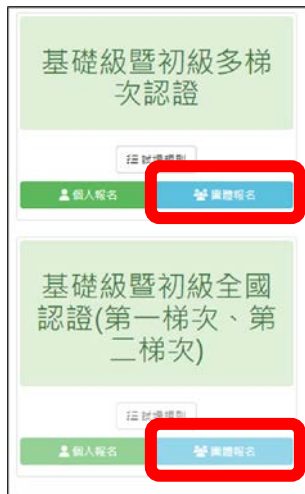 基礎級暨初級多梯
次認證
試場規則
個人報名 團體報名
基礎級暨初級全國
認證(第一梯次、第
二梯次)
試場規則
個人報名 團體報名